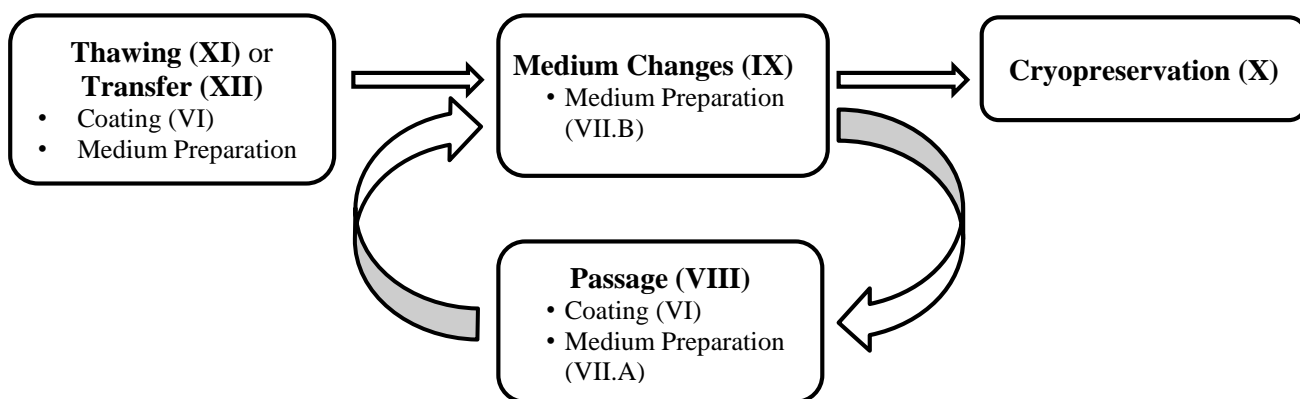 Thawing (XI) or
Transfer (XII)
• Coating (VI)
• Medium Preparation
Medium Changes (IX)
• Medium Preparation
(VII.B)
Cryopreservation (X)
Passage (VIII)
• Coating (VI)
• Medium Preparation
(VII.A)